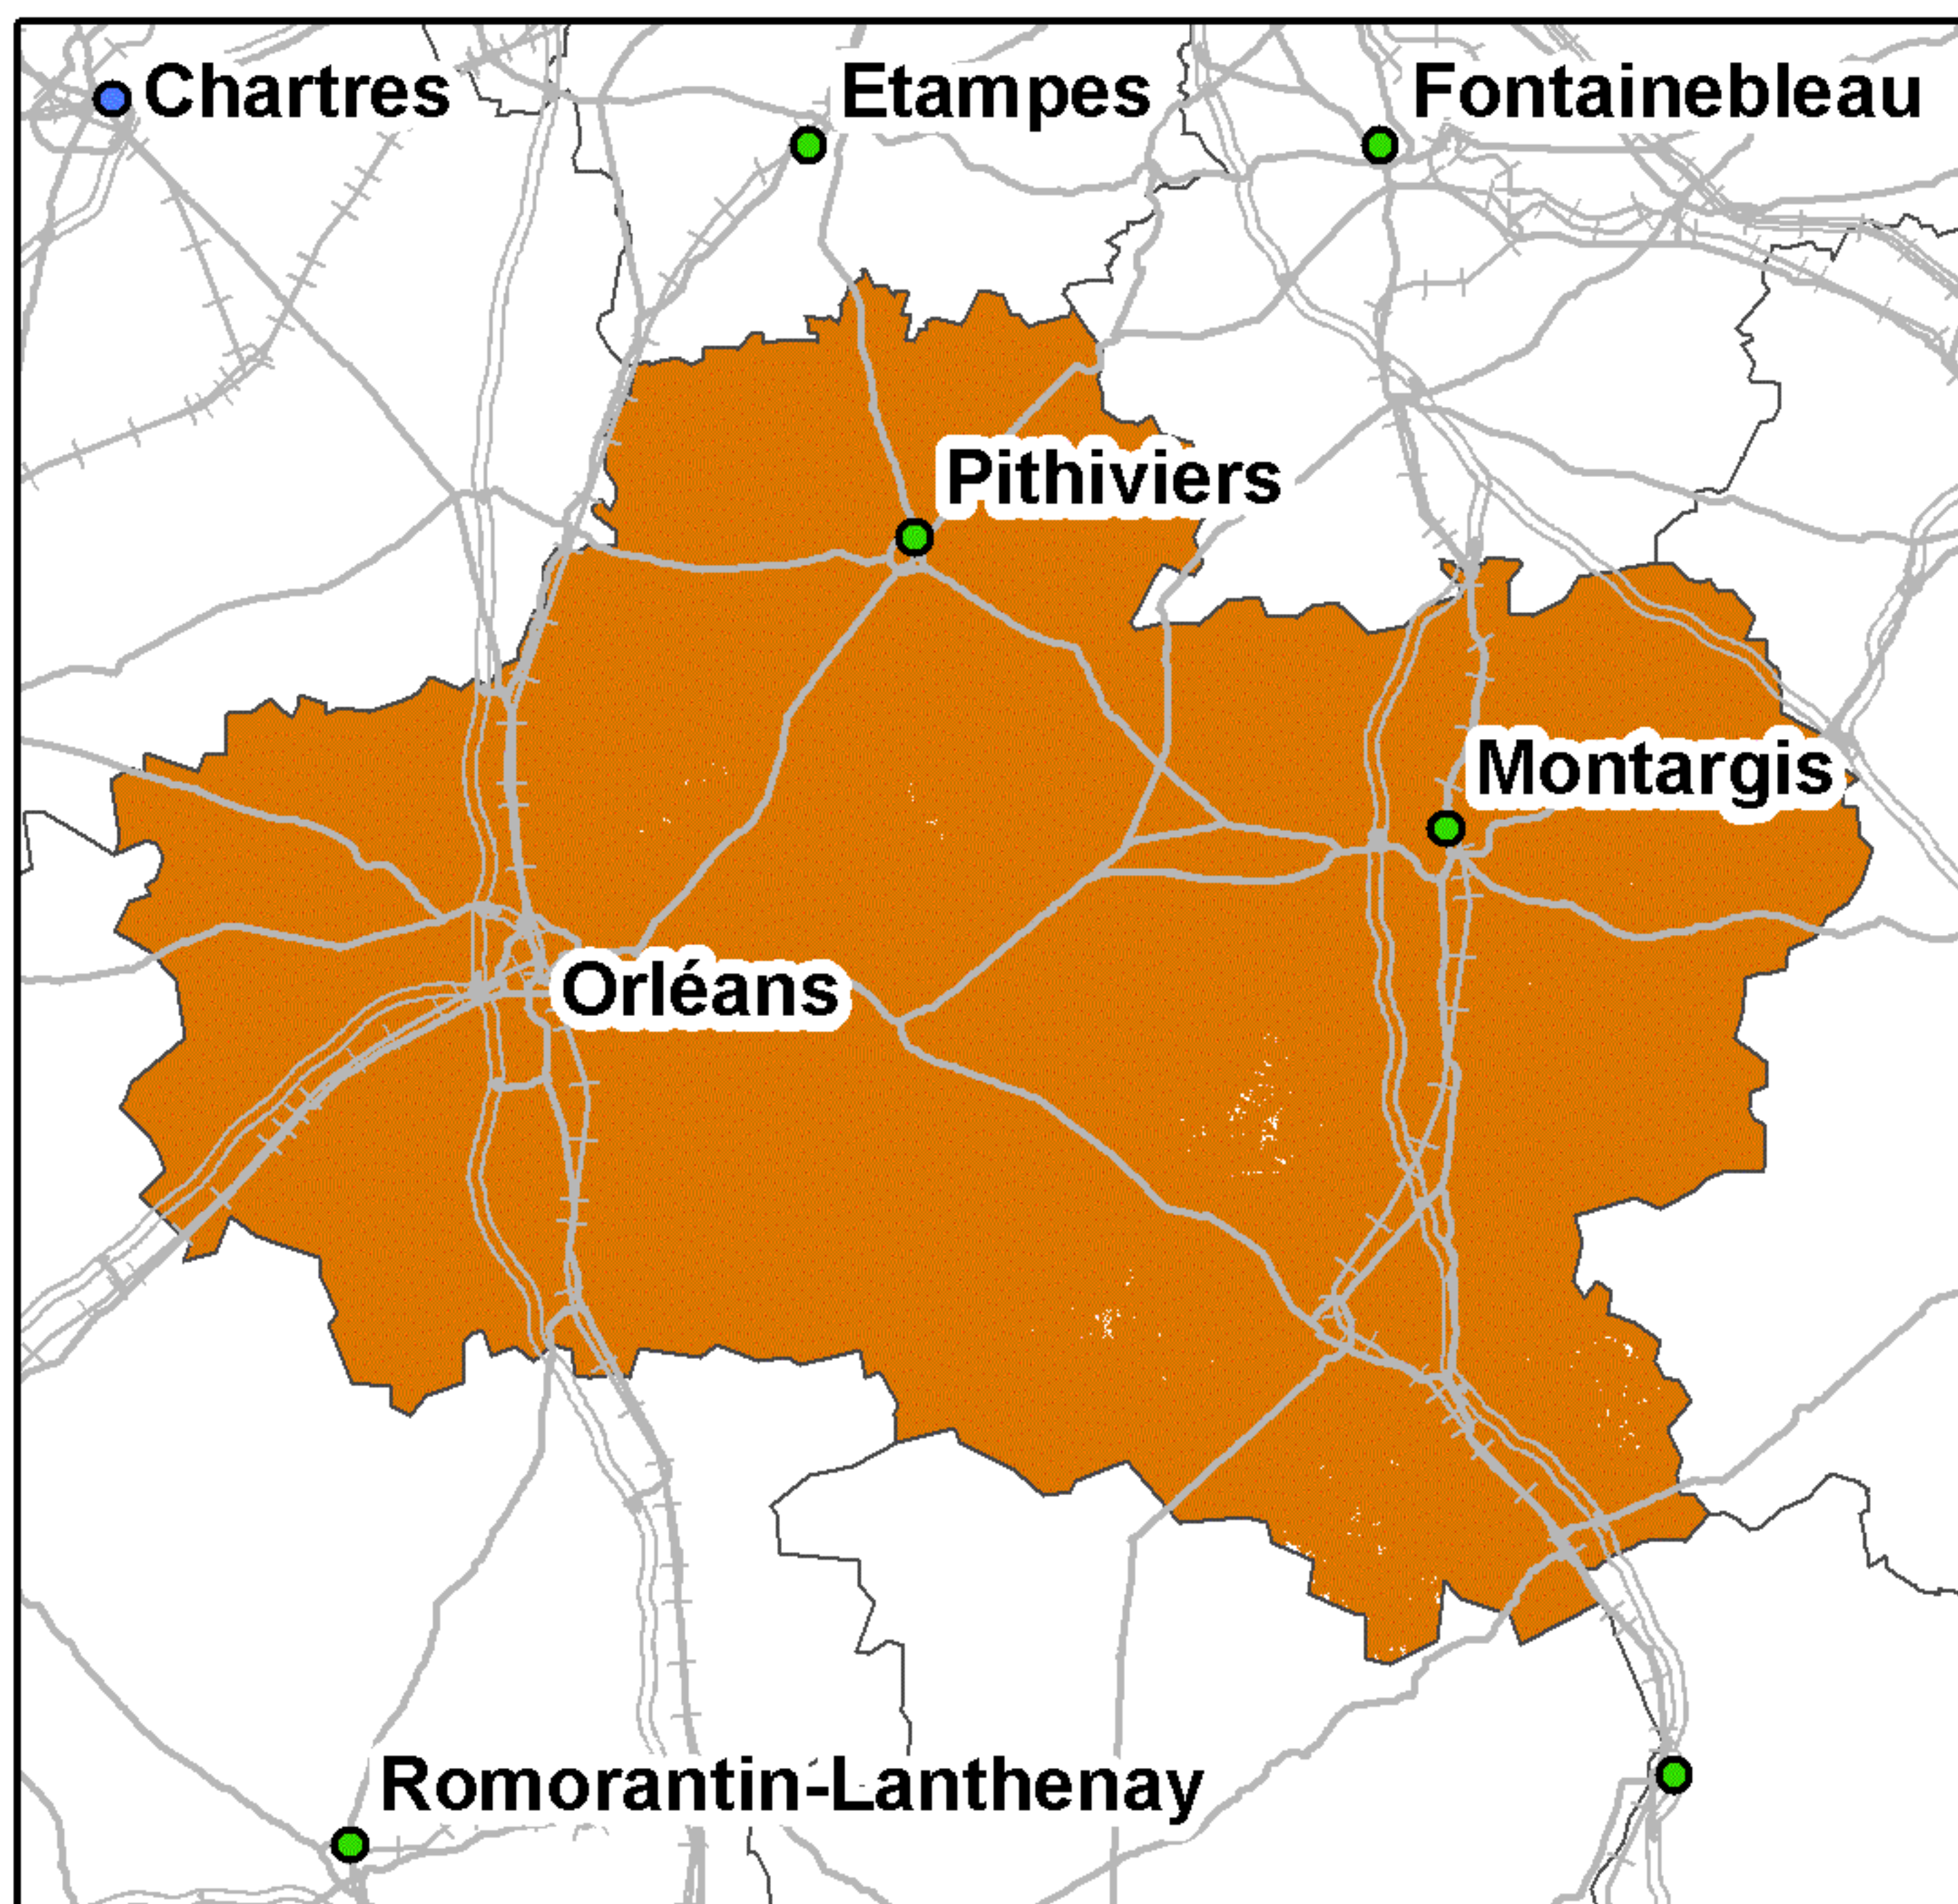 Chartres
Etampes
Fontainebleau
Pithiviers
Montargis
Orléans
Romorantin-Lanthenay